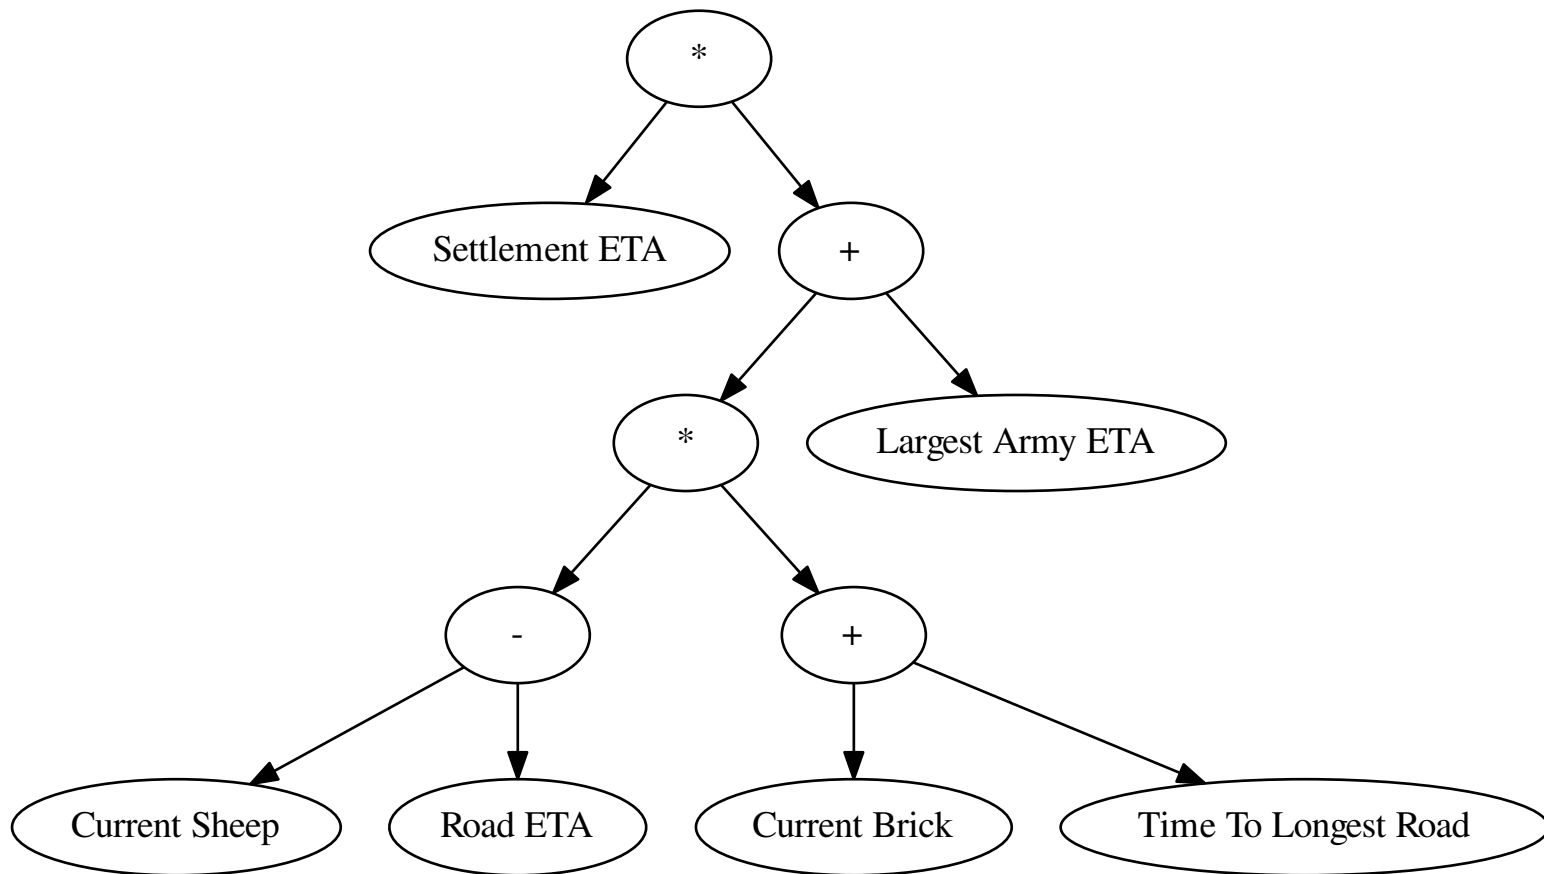 *
Settlement ETA
+
*
Largest Army ETA
-
+
Current Sheep
Road ETA
Current Brick
Time To Longest Road